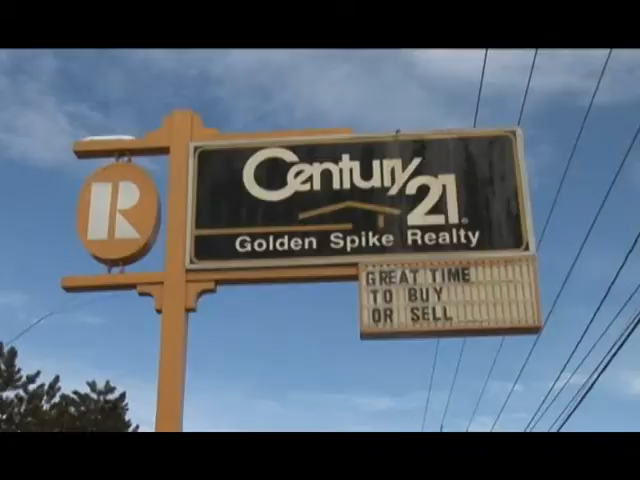 R
Century 21
Golden Spike Realty
GREAT TIME
TO BUY
OR SELL